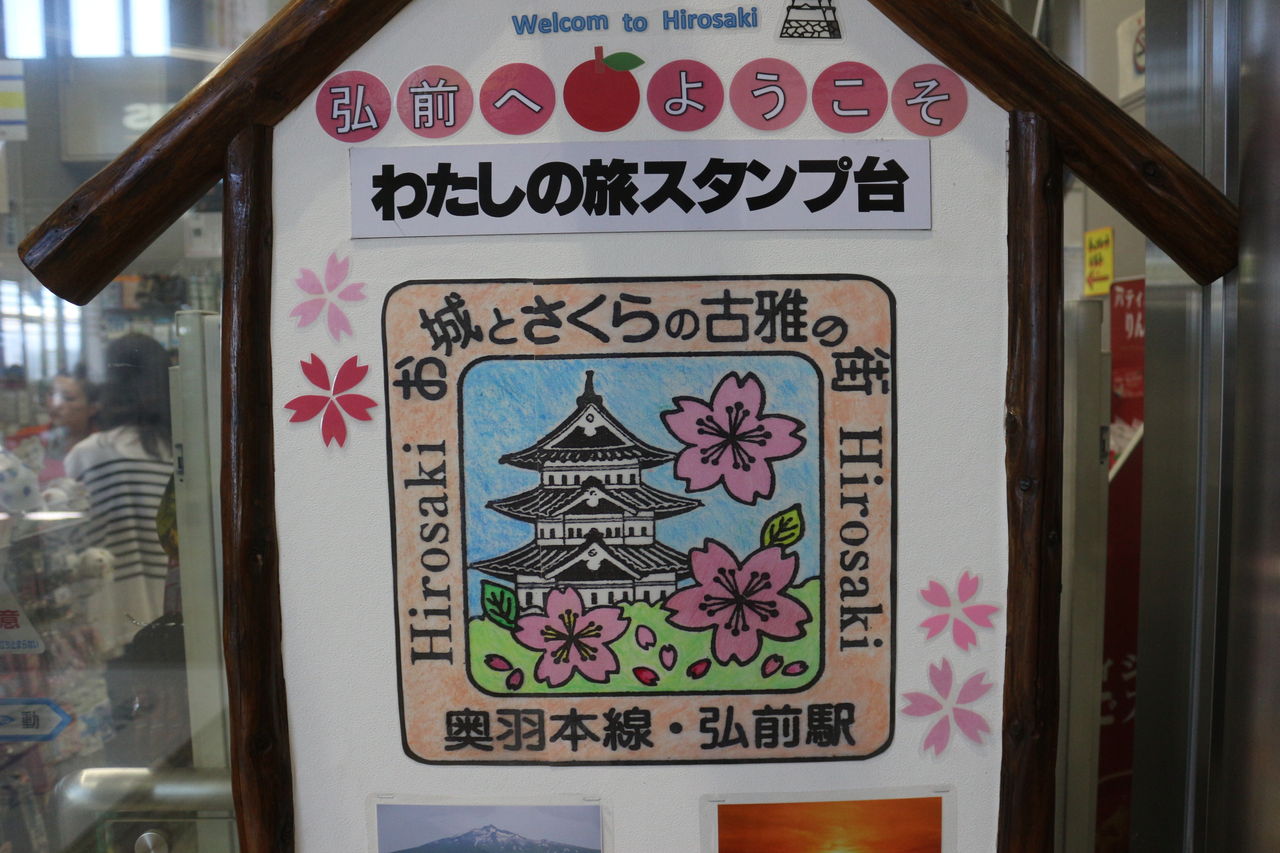 Welcom to Hirosaki
弘前へようこそ
わたしの旅スタンプ台
お城とさくらの古雅の街
Hirosaki
Hirosaki
奥羽本線・弘前駅
動